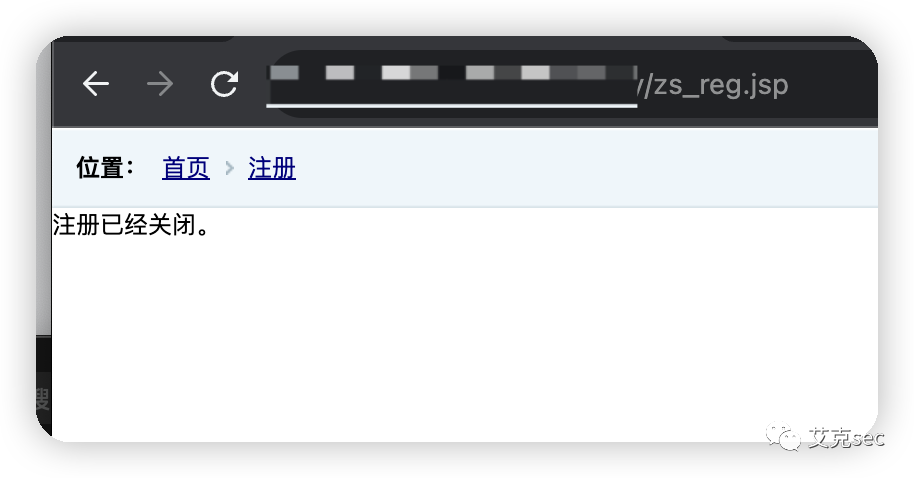 /zs_reg.jsp
位置： 首页 > 注册
注册已经关闭。
搜
艾克sec